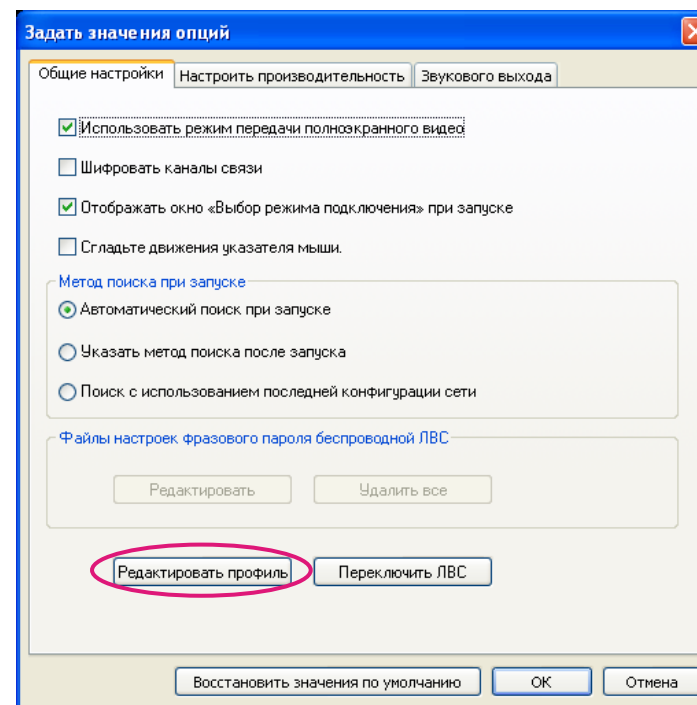 Задать значения опций
Общие настройки Настроить производительность Звукового выхода
Использовать режим передачи полноэкранного видео
Шифровать каналы связи
Отображать окно «Выбор режима подключения» при запуске
Сгладьте движения указателя мыши.
Метод поиска при запуске
Автоматический поиск при запуске
Указать метод поиска после запуска
Поиск с использованием последней конфигурации сети
Файлы настроек фразового пароля беспроводной ЛВС
Редактировать Удалить все
Редактировать профиль Переключить ЛВС
Восстановить значения по умолчанию OK Отмена